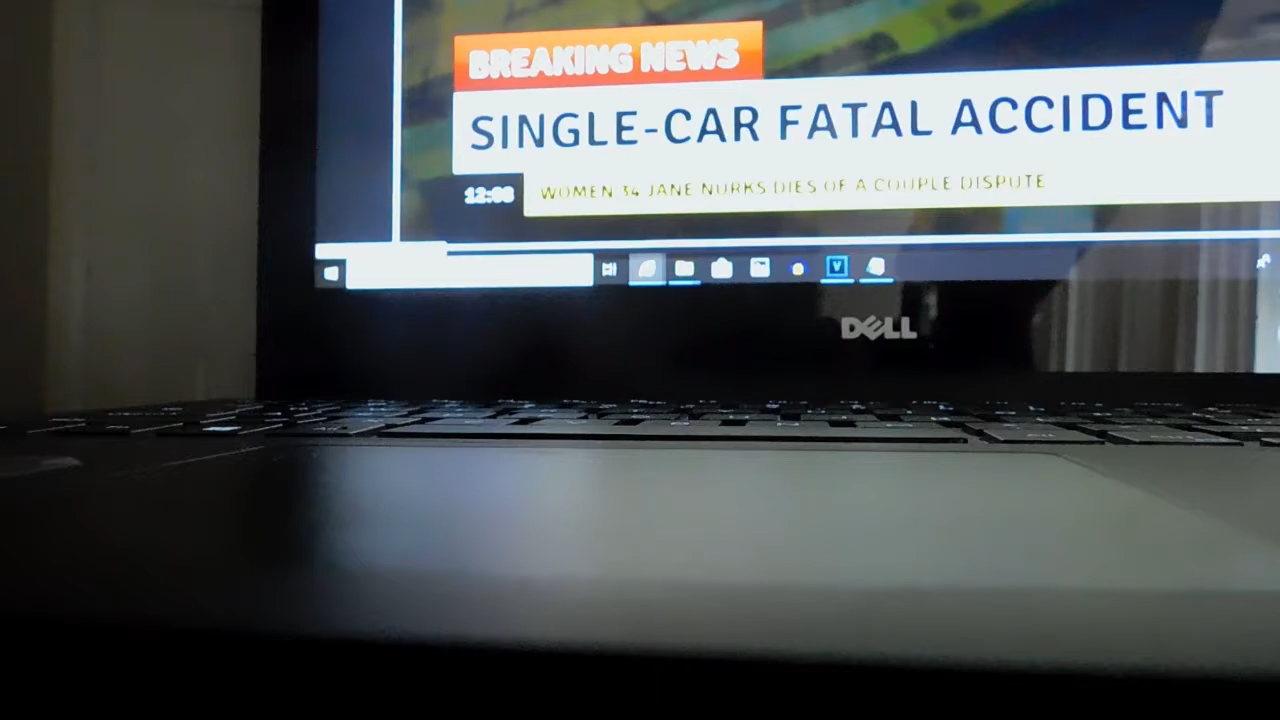 BREAKING NEWS
SINGLE-CAR FATAL ACCIDENT
12:08
WOMEN 34 JANE NURKS DIES OF A COUPLE DISPUTE
V
DELL